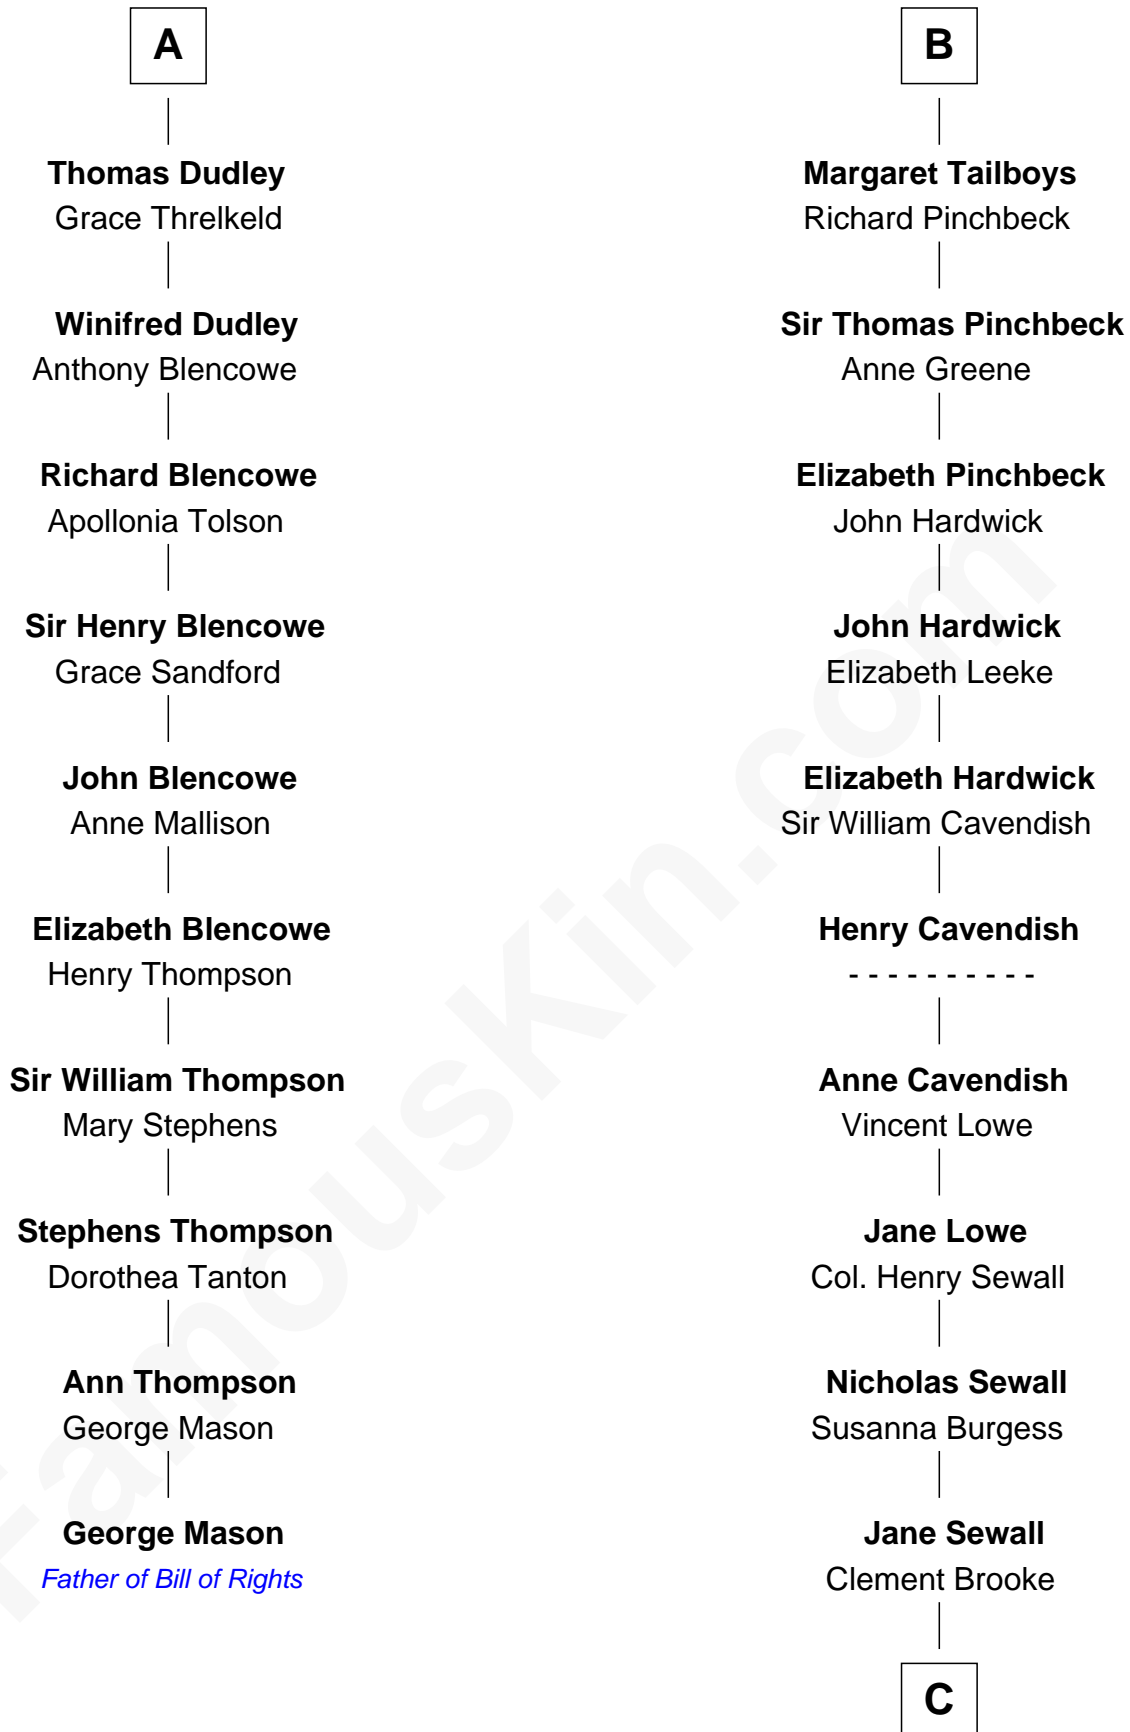 A
Thomas Dudley
Grace Threlkeld
Winifred Dudley
Anthony Blencowe
Richard Blencowe
Apollonia Tolson
Sir Henry Blencowe
Grace Sandford
John Blencowe
Anne Mallison
Elizabeth Blencowe
Henry Thompson
Sir William Thompson
Mary Stephens
Stephens Thompson
Dorothea Tanton
Ann Thompson
George Mason
George Mason
Father of Bill of Rights
B
Margaret Tailboys
Richard Pinchbeck
Sir Thomas Pinchbeck
Anne Greene
Elizabeth Pinchbeck
John Hardwick
John Hardwick
Elizabeth Leeke
Elizabeth Hardwick
Sir William Cavendish
Henry Cavendish
- - - - - - - - - -
Anne Cavendish
Vincent Lowe
Jane Lowe
Col. Henry Sewall
Nicholas Sewall
Susanna Burgess
Jane Sewall
Clement Brooke
C
FamousKin.com